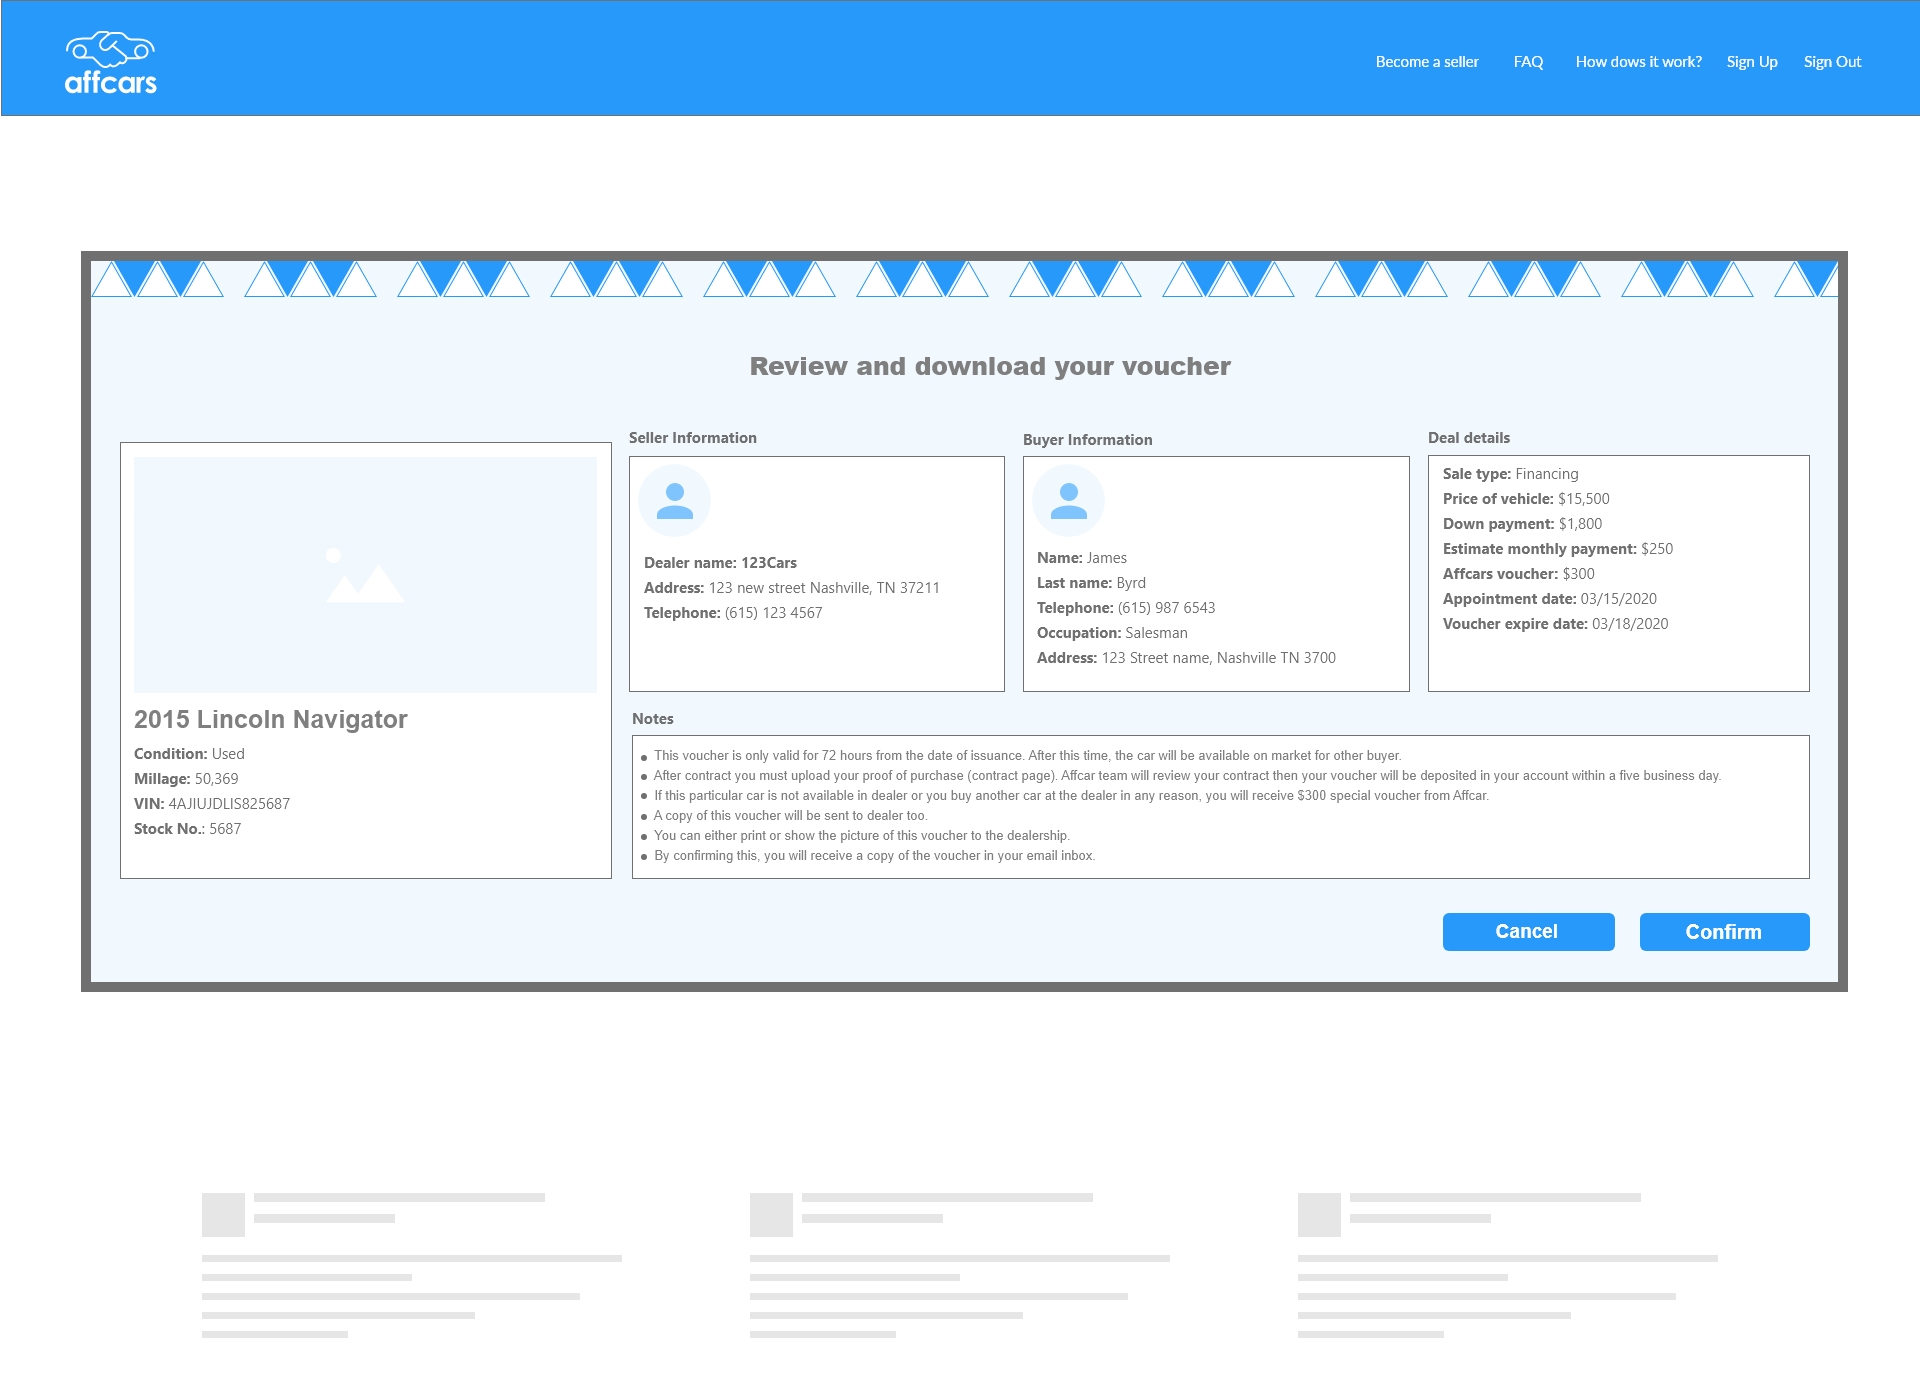 affcars
Become a seller
FAQ
How dows it work?
Sign Up
Sign Out
Review and download your voucher
2015 Lincoln Navigator
Condition: Used
Millage: 50,369
VIN: 4AJIUJDLIS825687
Stock No.: 5687
Seller Information
Dealer name: 123Cars
Address: 123 new street Nashville, TN 37211
Telephone: (615) 123 4567
Buyer Information
Name: James
Last name: Byrd
Telephone: (615) 987 6543
Occupation: Salesman
Address: 123 Street name, Nashville TN 3700
Deal details
Sale type: Financing
Price of vehicle: $15,500
Down payment: $1,800
Estimate monthly payment: $250
Affcars voucher: $300
Appointment date: 03/15/2020
Voucher expire date: 03/18/2020
Notes
● This voucher is only valid for 72 hours from the date of issuance. After this time, the car will be available on market for other buyer.
● After contract you must upload your proof of purchase (contract page). Affcar team will review your contract then your voucher will be deposited in your account within a five business day.
● If this particular car is not available in dealer or you buy another car at the dealer in any reason, you will receive $300 special voucher from Affcar.
● A copy of this voucher will be sent to dealer too.
● You can either print or show the picture of this voucher to the dealership.
● By confirming this, you will receive a copy of the voucher in your email inbox.
Cancel
Confirm